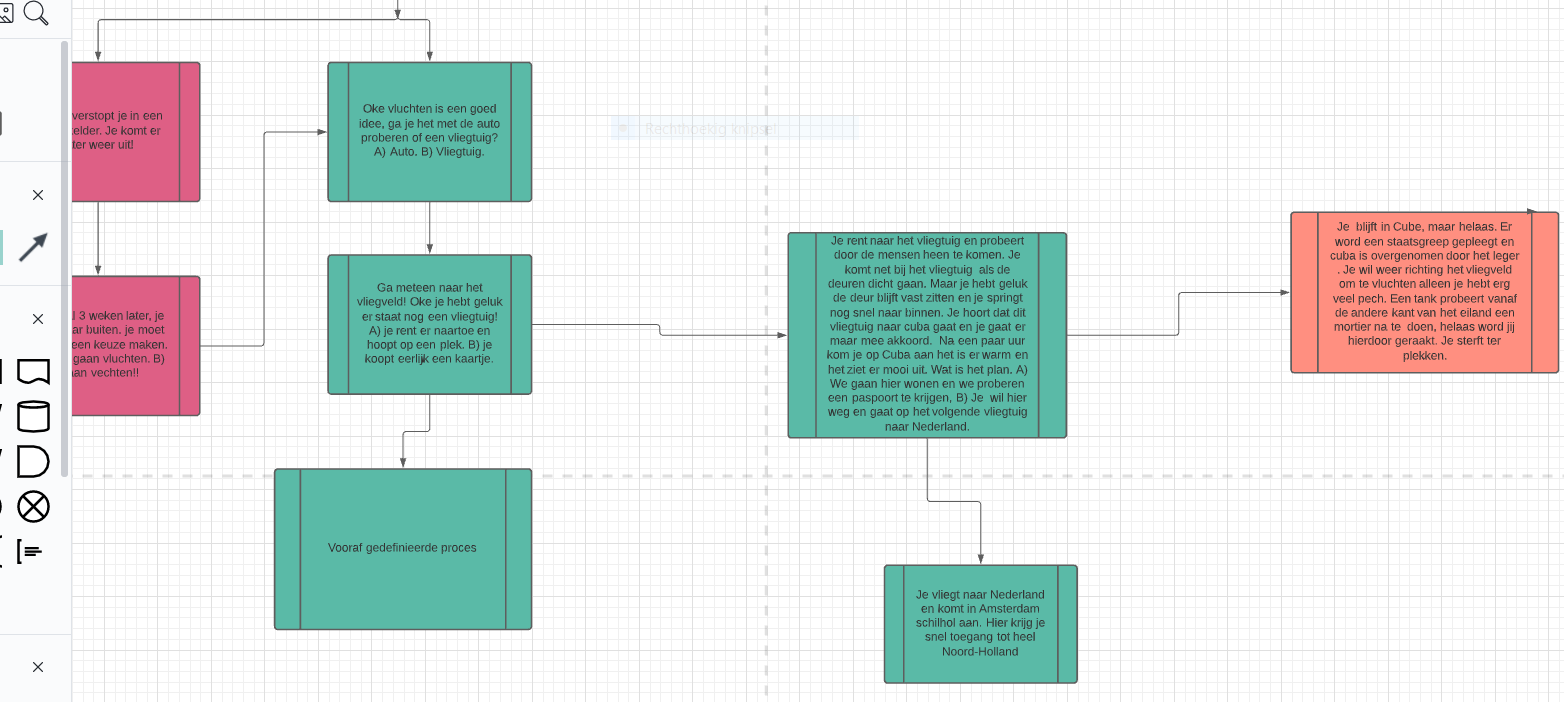 verstopt je in een
elder. Je komt er
ter weer uit!
Oke vluchten is een goed
idee, ga je het met de auto
proberen of een vliegtuig?
A) Auto. B) Vliegtuig.
Rechthoekig knipsel
3 weken later, je
ar buiten. je moet
een keuze maken.
gaan vluchten. B)
an vechten!!
Ga meteen naar het
vliegveld! Oke je hebt geluk
er staat nog een vliegtuig!
A) je rent er naartoe en
hoopt op een plek. B) je
koopt eerlijk een kaartje.
Je rent naar het vliegtuig en probeert
door de mensen heen te komen. Je
komt net bij het vliegtuig als de
deuren dicht gaan. Maar je hebt geluk
de deur blijft vast zitten en je springt
nog snel naar binnen. Je hoort dat dit
vliegtuig naar cuba gaat en je gaat er
maar mee akkoord. Na een paar uur
kom je op Cuba aan het is er warm en
het ziet er mooi uit. Wat is het plan. A)
We gaan hier wonen en we proberen
een paspoort te krijgen, B) Je wil hier
weg en gaat op het volgende vliegtuig
naar Nederland.
Je blijft in Cube, maar helaas. Er
word een staatsgreep gepleegt en
cuba is overgenomen door het leger
. Je wil weer richting het vliegveld
om te vluchten alleen je hebt erg
veel pech. Een tank probeert vanaf
de andere kant van het eiland een
mortier na te doen, helaas word jij
hierdoor geraakt. Je sterft ter
plekken.
Vooraf gedefinieerde proces
Je vliegt naar Nederland
en komt in Amsterdam
schilhol aan. Hier krijg je
snel toegang tot heel
Noord-Holland